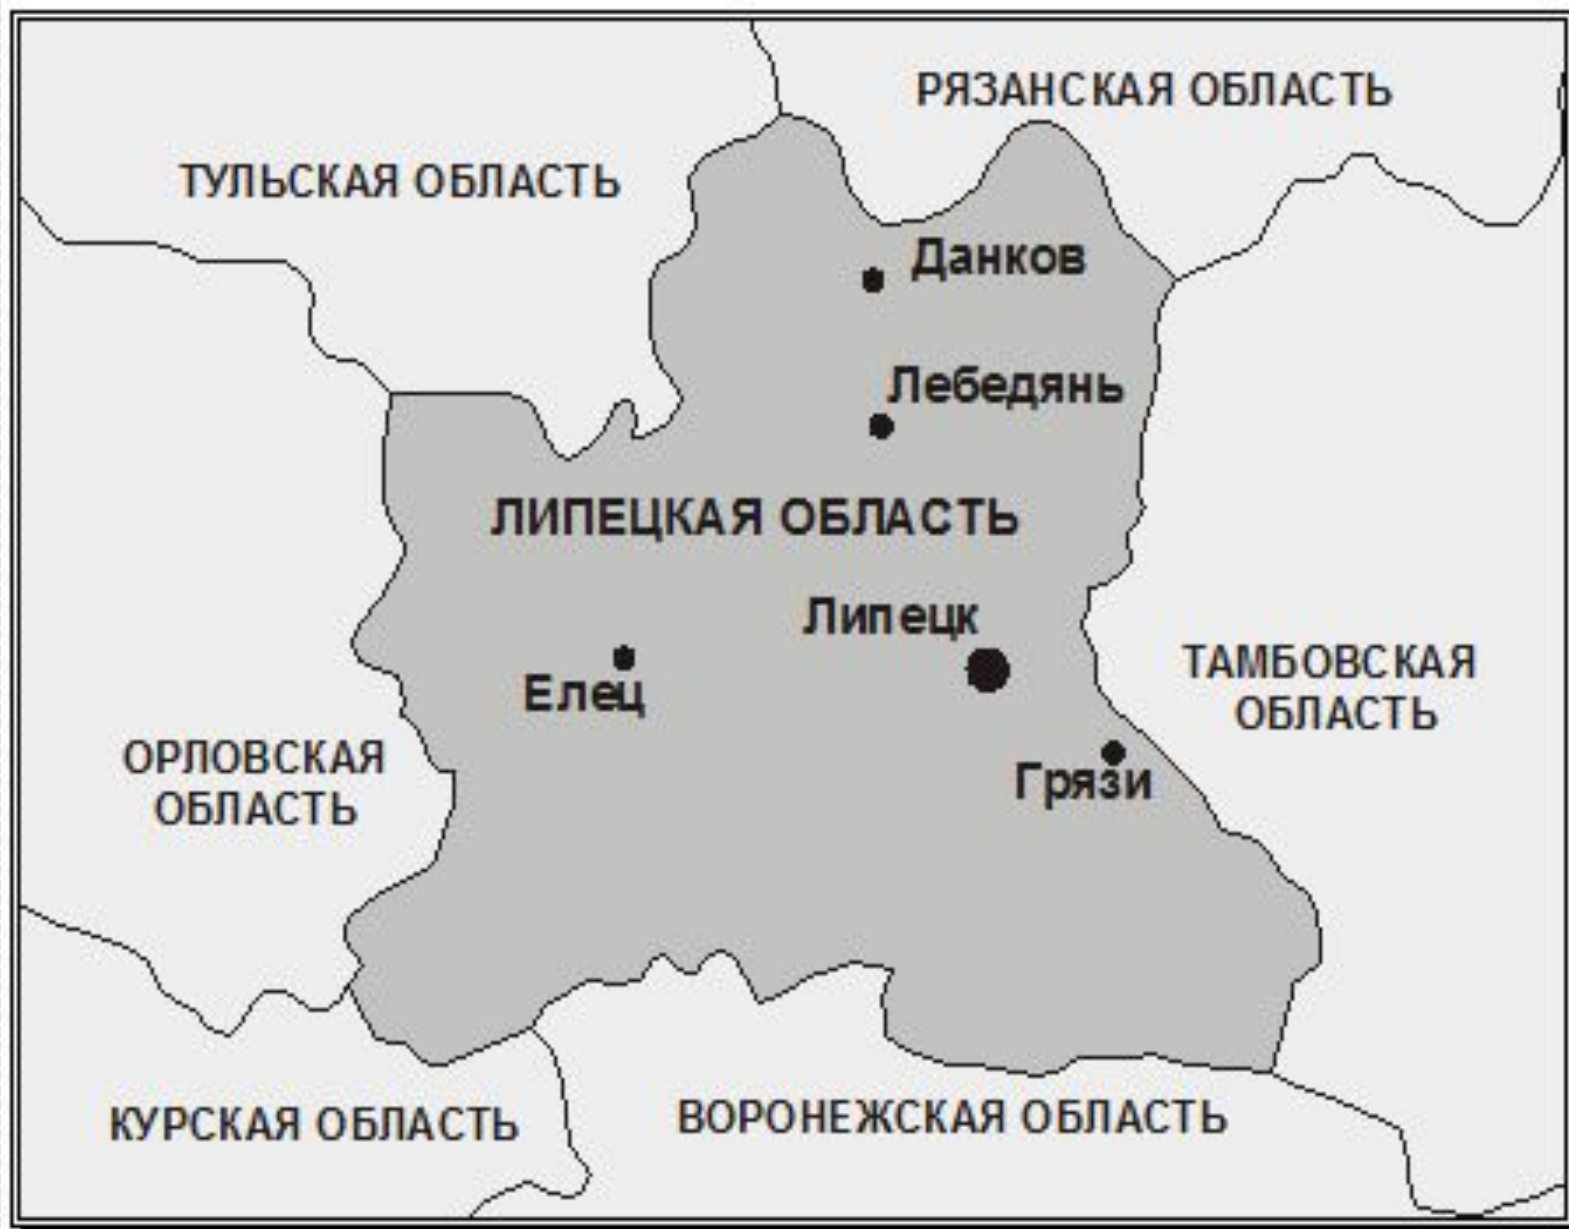 РЯЗАНСКАЯ ОБЛАСТЬ
ТУЛЬСКАЯ ОБЛАСТЬ
Данков
Лебедянь
ЛИПЕЦКАЯ ОБЛАСТЬ
Липецк
Елец
ТАМБОВСКАЯ
ОБЛАСТЬ
ОРЛОВСКАЯ
ОБЛАСТЬ
Грязи
КУРСКАЯ ОБЛАСТЬ
ВОРОНЕЖСКАЯ ОБЛАСТЬ